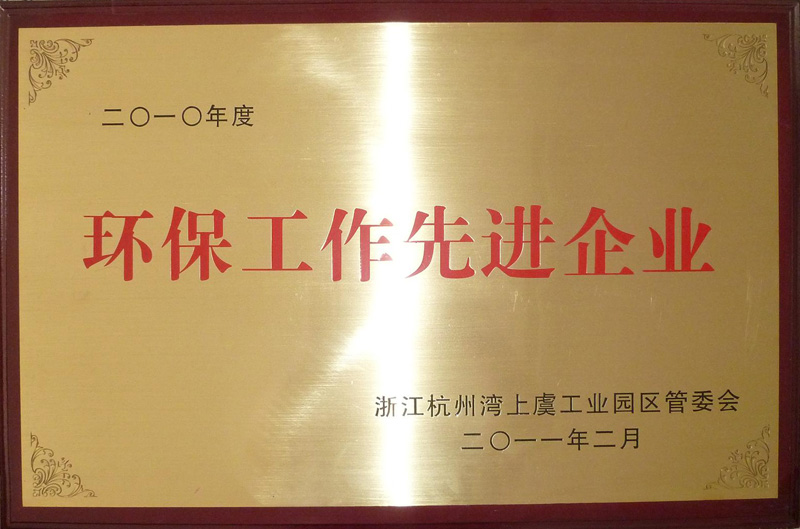 二〇一〇年度
环保工作先进企业
浙江杭州湾上虞工业园区管委会
二〇一一年二月